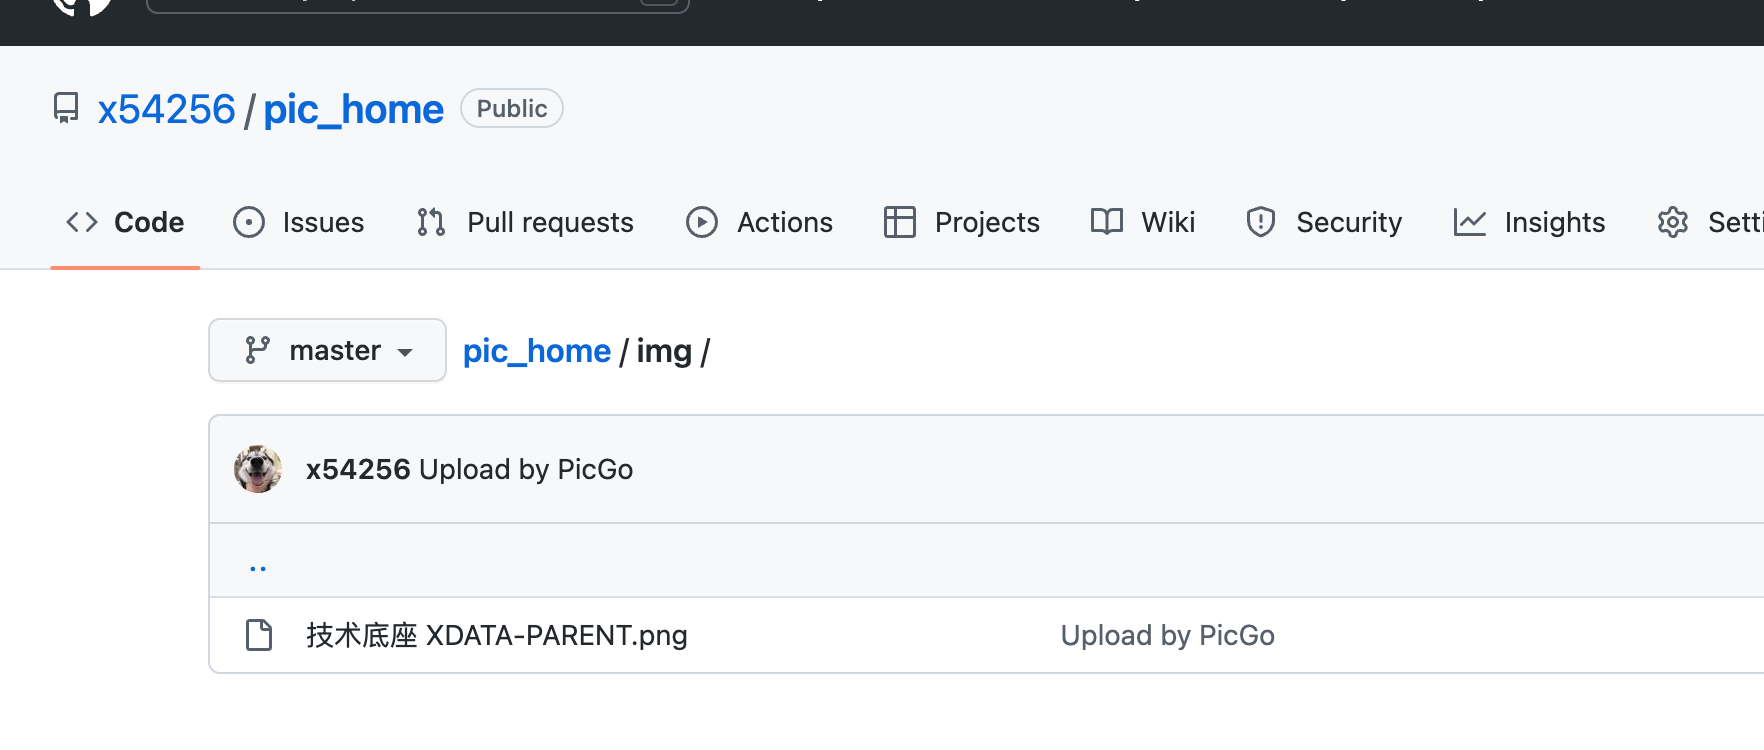 x54256 / pic_home Public
Code Issues Pull requests Actions Projects Wiki Security Insights Setti
master pic_home / img /
x54256 Upload by PicGo
..
技术底座 XDATA-PARENT.png Upload by PicGo